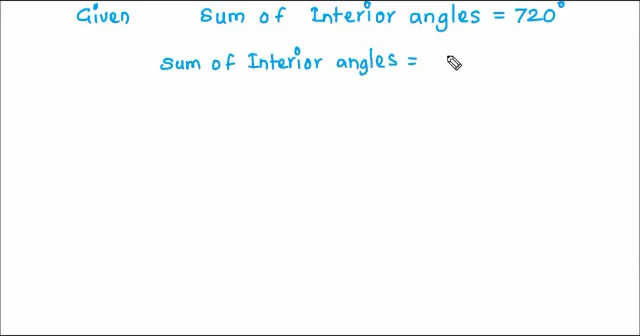 Given Sum of Interior angles = 720°
Sum of Interior angles =